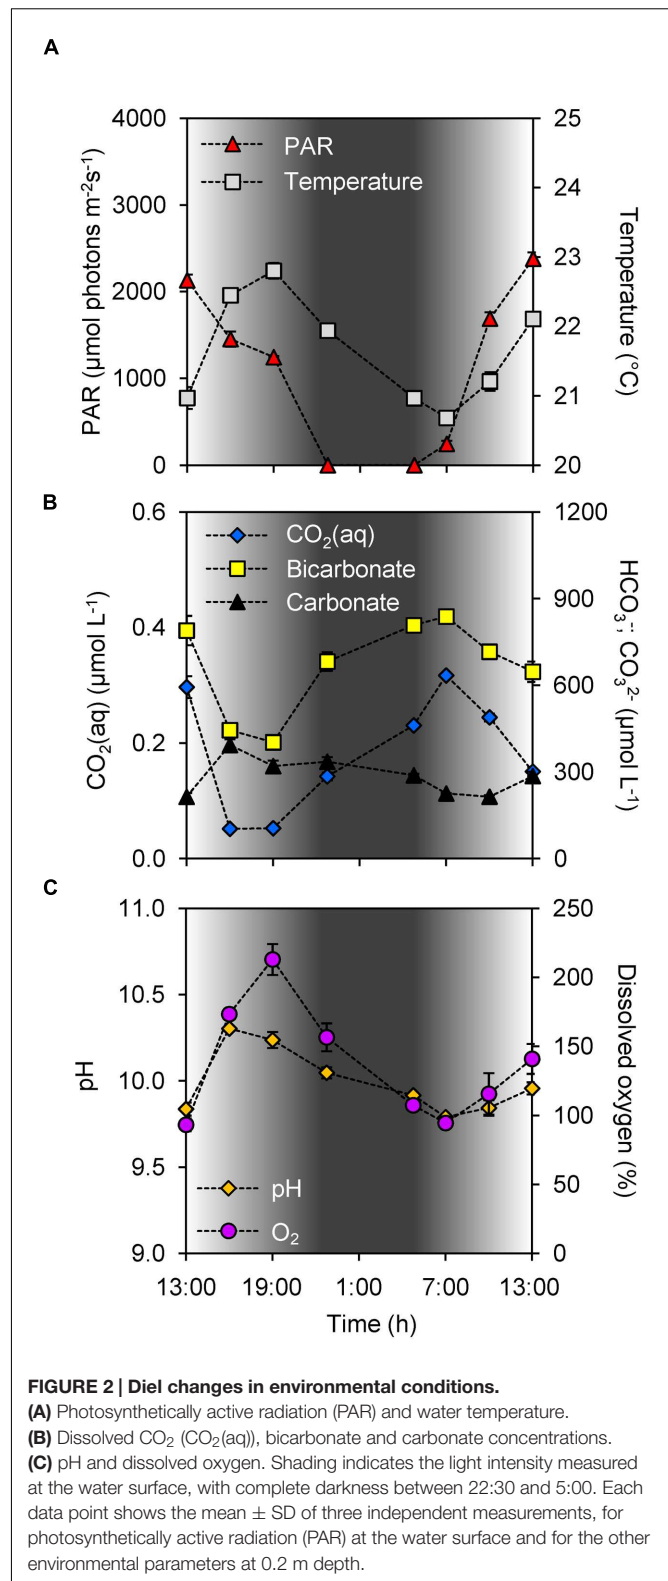 A
4000
3000
2000
1000
0
PAR (µmol photons m-2s-1)
PAR
Temperature
25
24
23
22
21
20
Temperature (°C)
B
0.6
0.4
0.2
0.0
CO2(aq) (µmol L-1)
CO2(aq)
Bicarbonate
Carbonate
1200
900
600
300
0
HCO3-; CO32-
(µmol L-1)
C
11.0
10.5
10.0
9.5
9.0
pH
pH
O2
250
200
150
100
50
0
Dissolved oxygen (%)
13:00 19:00 1:00 7:00 13:00
Time (h)
FIGURE 2 | Diel changes in environmental conditions.
(A) Photosynthetically active radiation (PAR) and water temperature.
(B) Dissolved CO2 (CO2(aq)), bicarbonate and carbonate concentrations.
(C) pH and dissolved oxygen. Shading indicates the light intensity measured
at the water surface, with complete darkness between 22:30 and 5:00. Each
data point shows the mean ± SD of three independent measurements, for
photosynthetically active radiation (PAR) at the water surface and for the other
environmental parameters at 0.2 m depth.